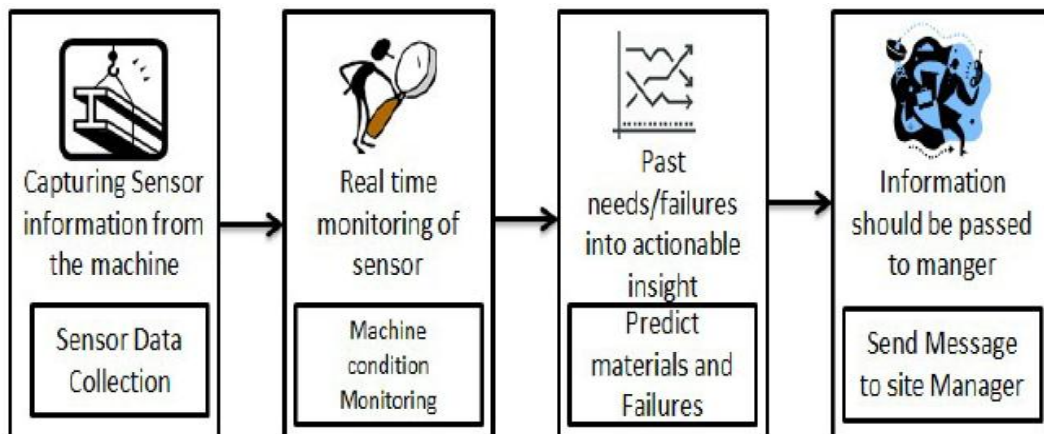 Capturing Sensor
information from
the machine
Sensor Data
Collection
Real time
monitoring of
sensor
Machine
condition
Monitoring
Past
needs/failures
into actionable
insight
Predict
materials and
Failures
Information
should be passed
to manger
Send Message
to site Manager